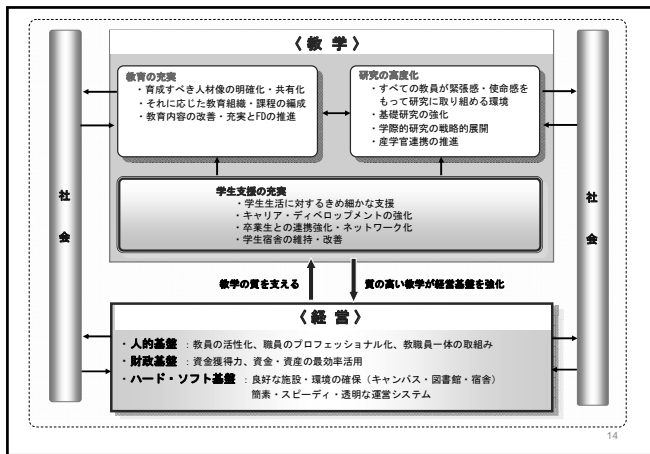 〈 教 学 〉
教育の充実
・育成すべき人材像の明確化・共有化
・それに応じた教育組織・課程の編成
・教育内容の改善・充実とFDの推進
研究の高度化
・すべての教員が緊張感・使命感を
もって研究に取り組める環境
・基礎研究の強化
・学際的研究の戦略的展開
・産学官連携の推進
学生支援の充実
・学生生活に対するきめ細かな支援
・キャリア・ディベロップメントの強化
・卒業生との連携強化・ネットワーク化
・学生宿舎の維持・改善
社
会
社
会
教学の質を支える
質の高い教学が経営基盤を強化
〈 経 営 〉
・人的基盤 :教員の活性化、職員のプロフェッショナル化、教職員一体の取組み
・財政基盤 :資金獲得力、資金・資産の最効率活用
・ハード・ソフト基盤 :良好な施設・環境の確保(キャンパス・図書館・宿舎)
簡素・スピーディ・透明な運営システム
14